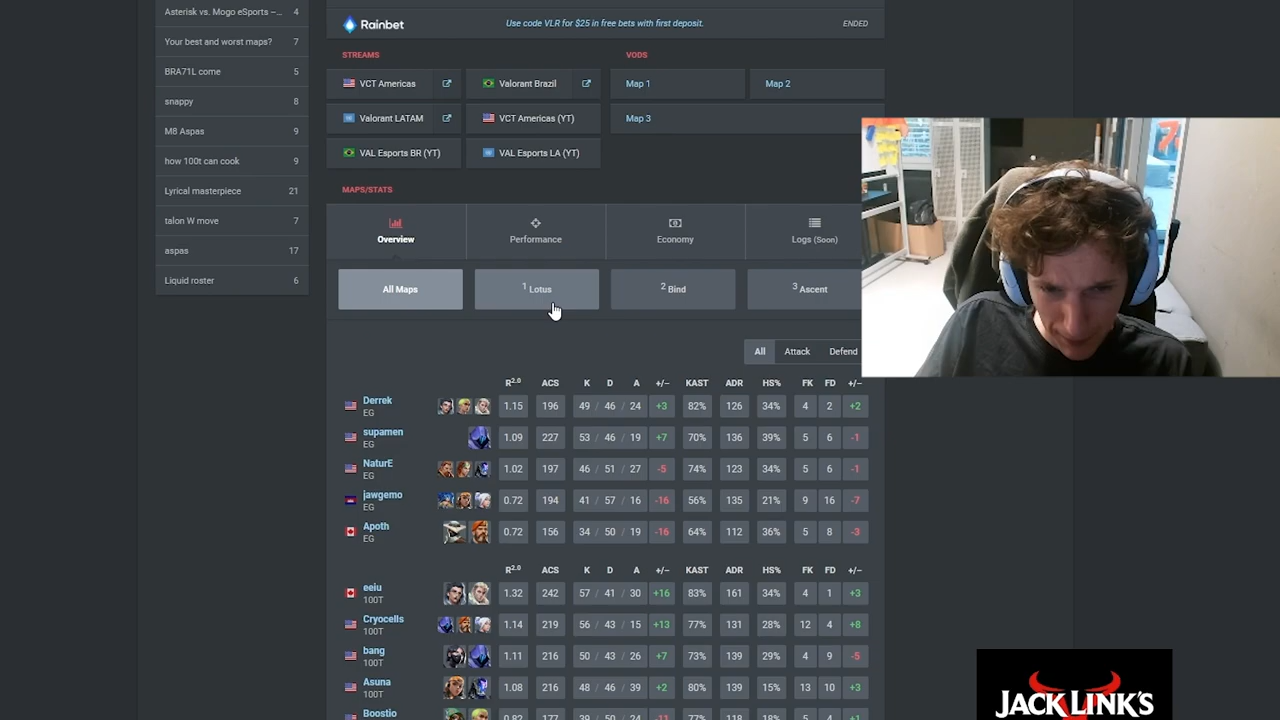 Asterisk vs. Mogo eSports –... 4
Your best and worst maps? 7
BRA71L come 5
snappy 8
M8 Aspas 9
how 100t can cook 9
Lyrical masterpiece 21
talon W move 7
aspas 17
Liquid roster 6
Rainbet Use code VLR for $25 in free bets with first deposit. ENDED
STREAMS VODS
VCT Americas Valorant Brazil Map 1 Map 2
Valorant LATAM VCT Americas (YT) Map 3
VAL Esports BR (YT) VAL Esports LA (YT)
MAPS/STATS
Overview Performance Economy Logs (Soon)
All Maps 1 Lotus 2 Bind 3 Ascent
All Attack Defend
R2.0 ACS K D A +/– KAST ADR HS% FK FD +/–
Derrek 1.15 196 49 / 46 / 24 +3 82% 126 34% 4 2 +2
EG
supamen 1.09 227 53 / 46 / 19 +7 70% 136 39% 5 6 -1
EG
NaturE 1.02 197 46 / 51 / 27 -5 74% 123 34% 5 6 -1
EG
jawgemo 0.72 194 41 / 57 / 16 -16 56% 135 21% 9 16 -7
EG
Apoth 0.72 156 34 / 50 / 19 -16 64% 112 36% 5 8 -3
EG
R2.0 ACS K D A +/– KAST ADR HS% FK FD +/–
eeiu 1.32 242 57 / 41 / 30 +16 83% 161 34% 4 1 +3
100T
Cryocells 1.14 219 56 / 43 / 15 +13 77% 131 28% 12 4 +8
100T
bang 1.11 216 50 / 43 / 26 +7 73% 139 29% 4 9 -5
100T
Asuna 1.08 216 48 / 46 / 39 +2 80% 139 15% 13 10 +3
100T
Boostio
JACK LINK'S